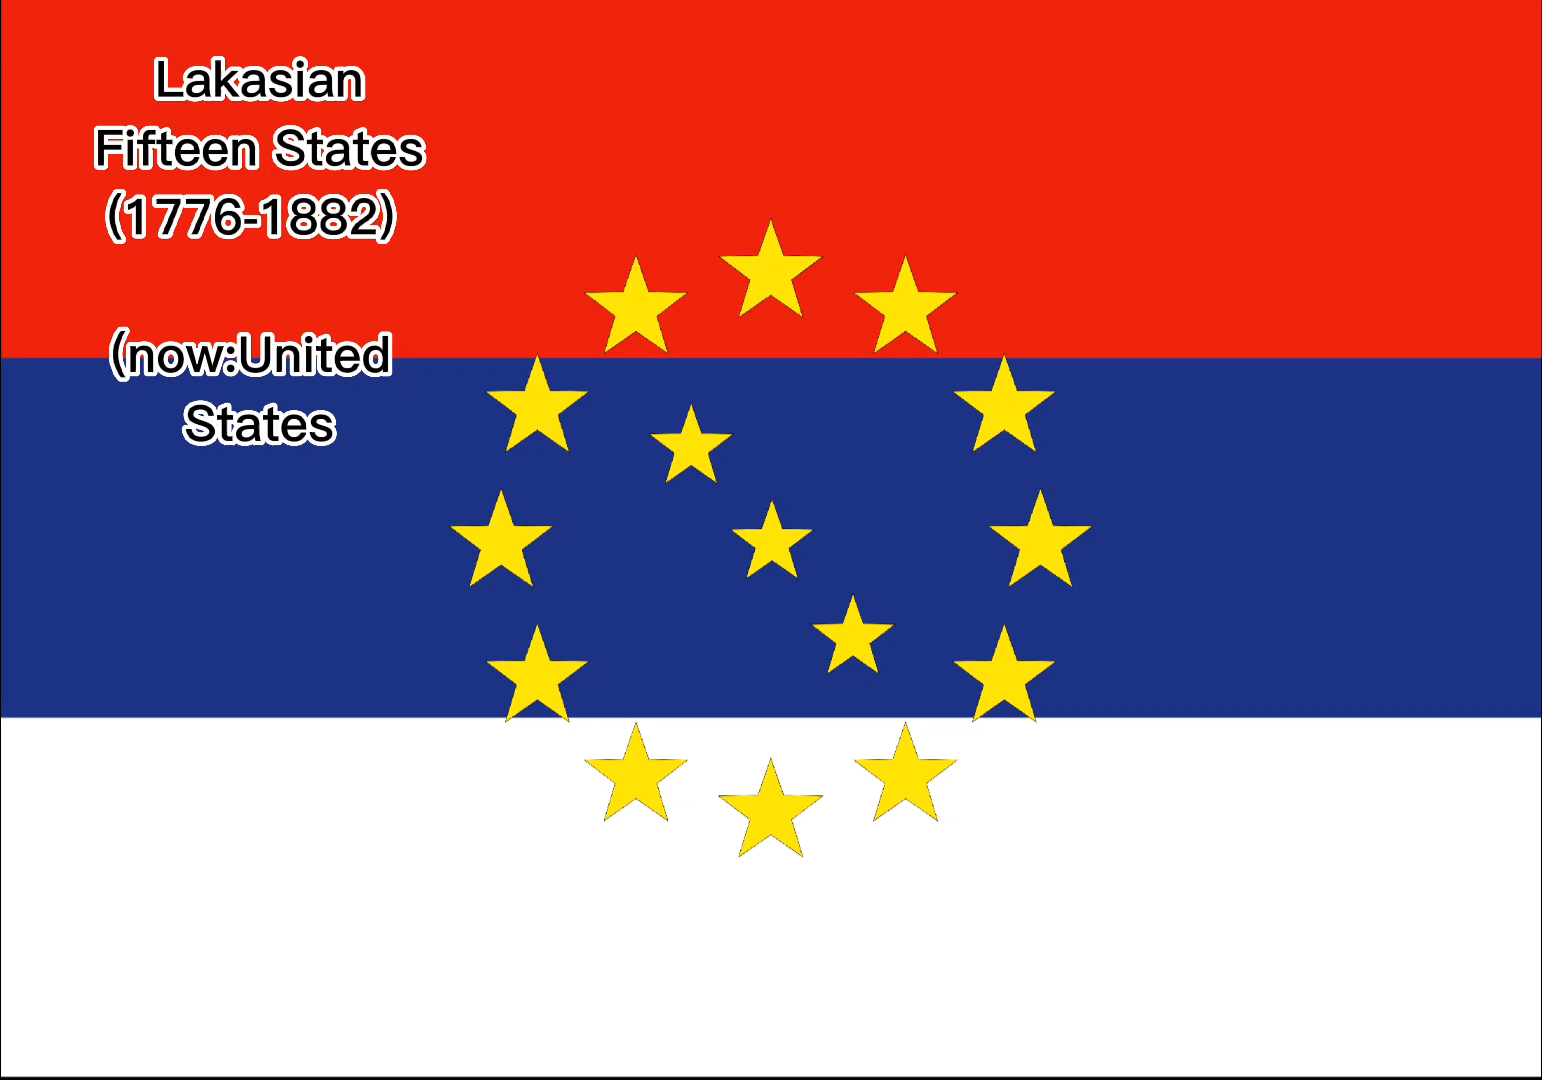 Lakasian
Fifteen States
(1776-1882)
(now:United
States